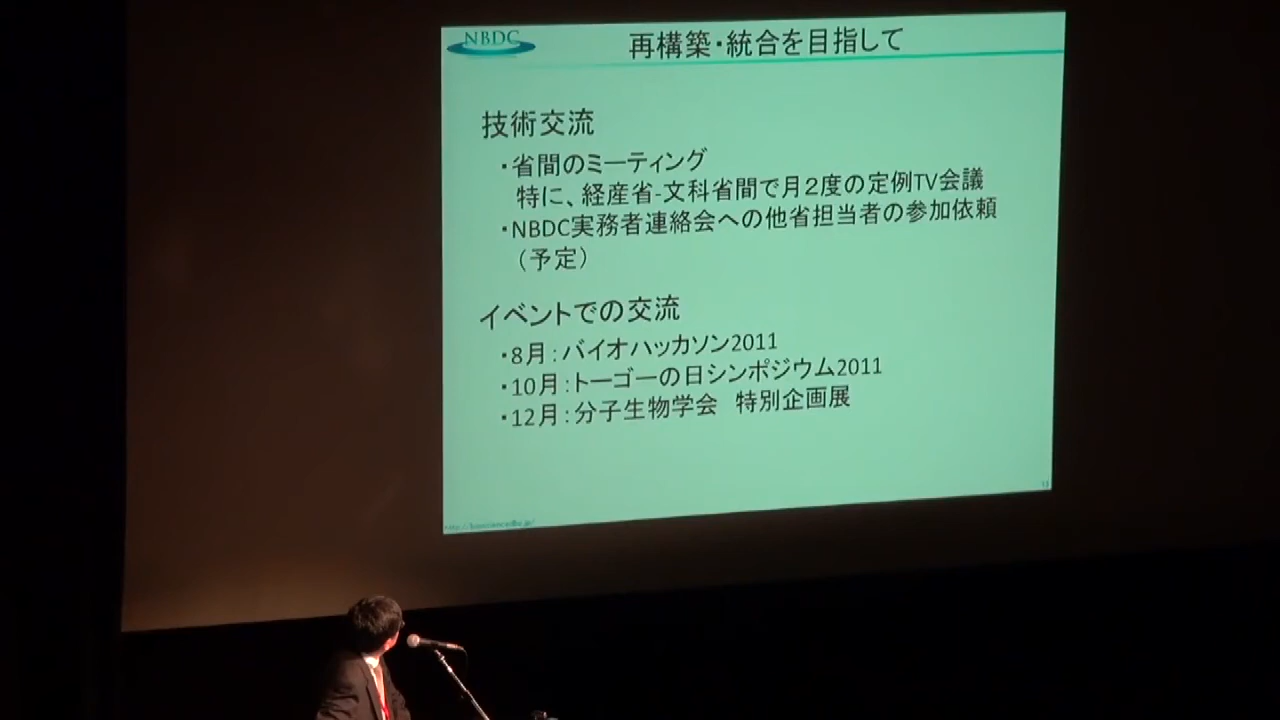 NBDC
再構築・統合を目指して
技術交流
・省間のミーティング
特に、経産省-文科省間で月２度の定例TV会議
・NBDC実務者連絡会への他省担当者の参加依頼
（予定）
イベントでの交流
・8月：バイオハッカソン2011
・10月：トーゴーの日シンポジウム2011
・12月：分子生物学会　特別企画展